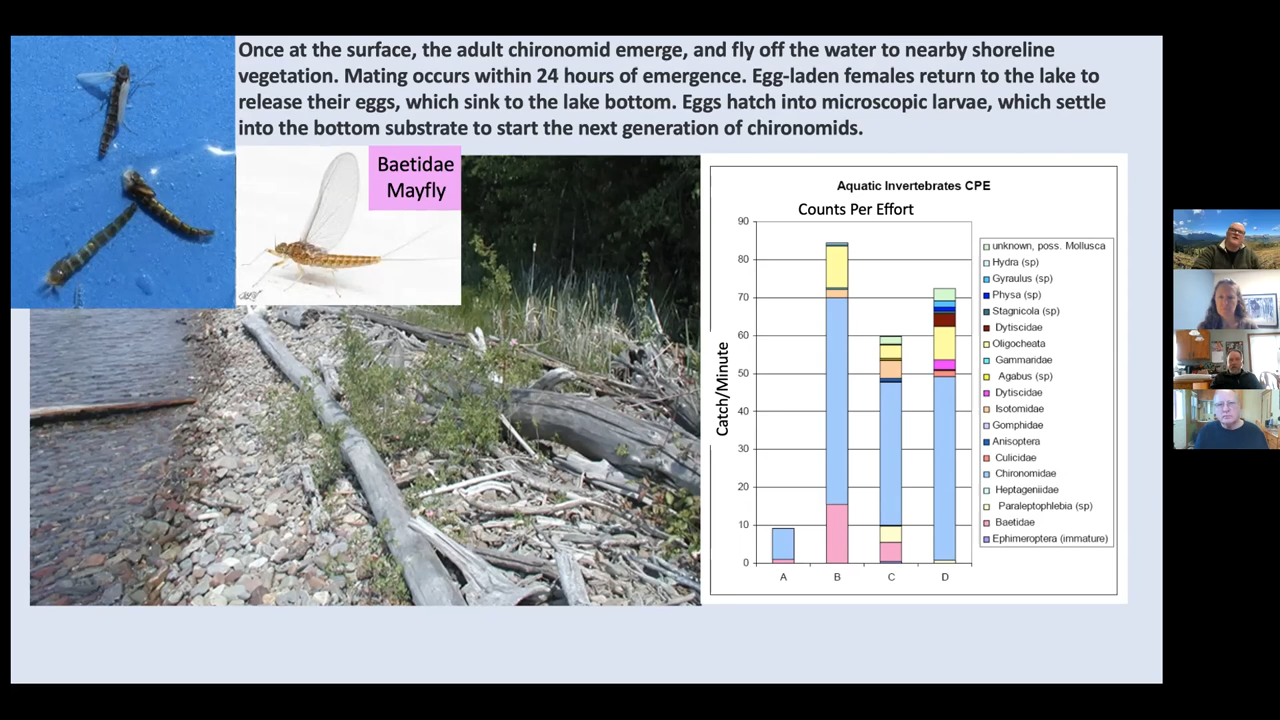 Once at the surface, the adult chironomid emerge, and fly off the water to nearby shoreline
vegetation. Mating occurs within 24 hours of emergence. Egg-laden females return to the lake to
release their eggs, which sink to the lake bottom. Eggs hatch into microscopic larvae, which settle
into the bottom substrate to start the next generation of chironomids.
Baetidae
Mayfly
Aquatic Invertebrates CPE
Counts Per Effort
Catch/Minute
90
80
70
60
50
40
30
20
10
0
A
B
C
D
unknown, poss. Mollusca
Hydra (sp)
Gyraulus (sp)
Physa (sp)
Stagnicola (sp)
Dytiscidae
Oligocheata
Gammaridae
Agabus (sp)
Dytiscidae
Isotomidae
Gomphidae
Anisoptera
Culicidae
Chironomidae
Heptageniidae
Paraleptophlebia (sp)
Baetidae
Ephimeroptera (immature)